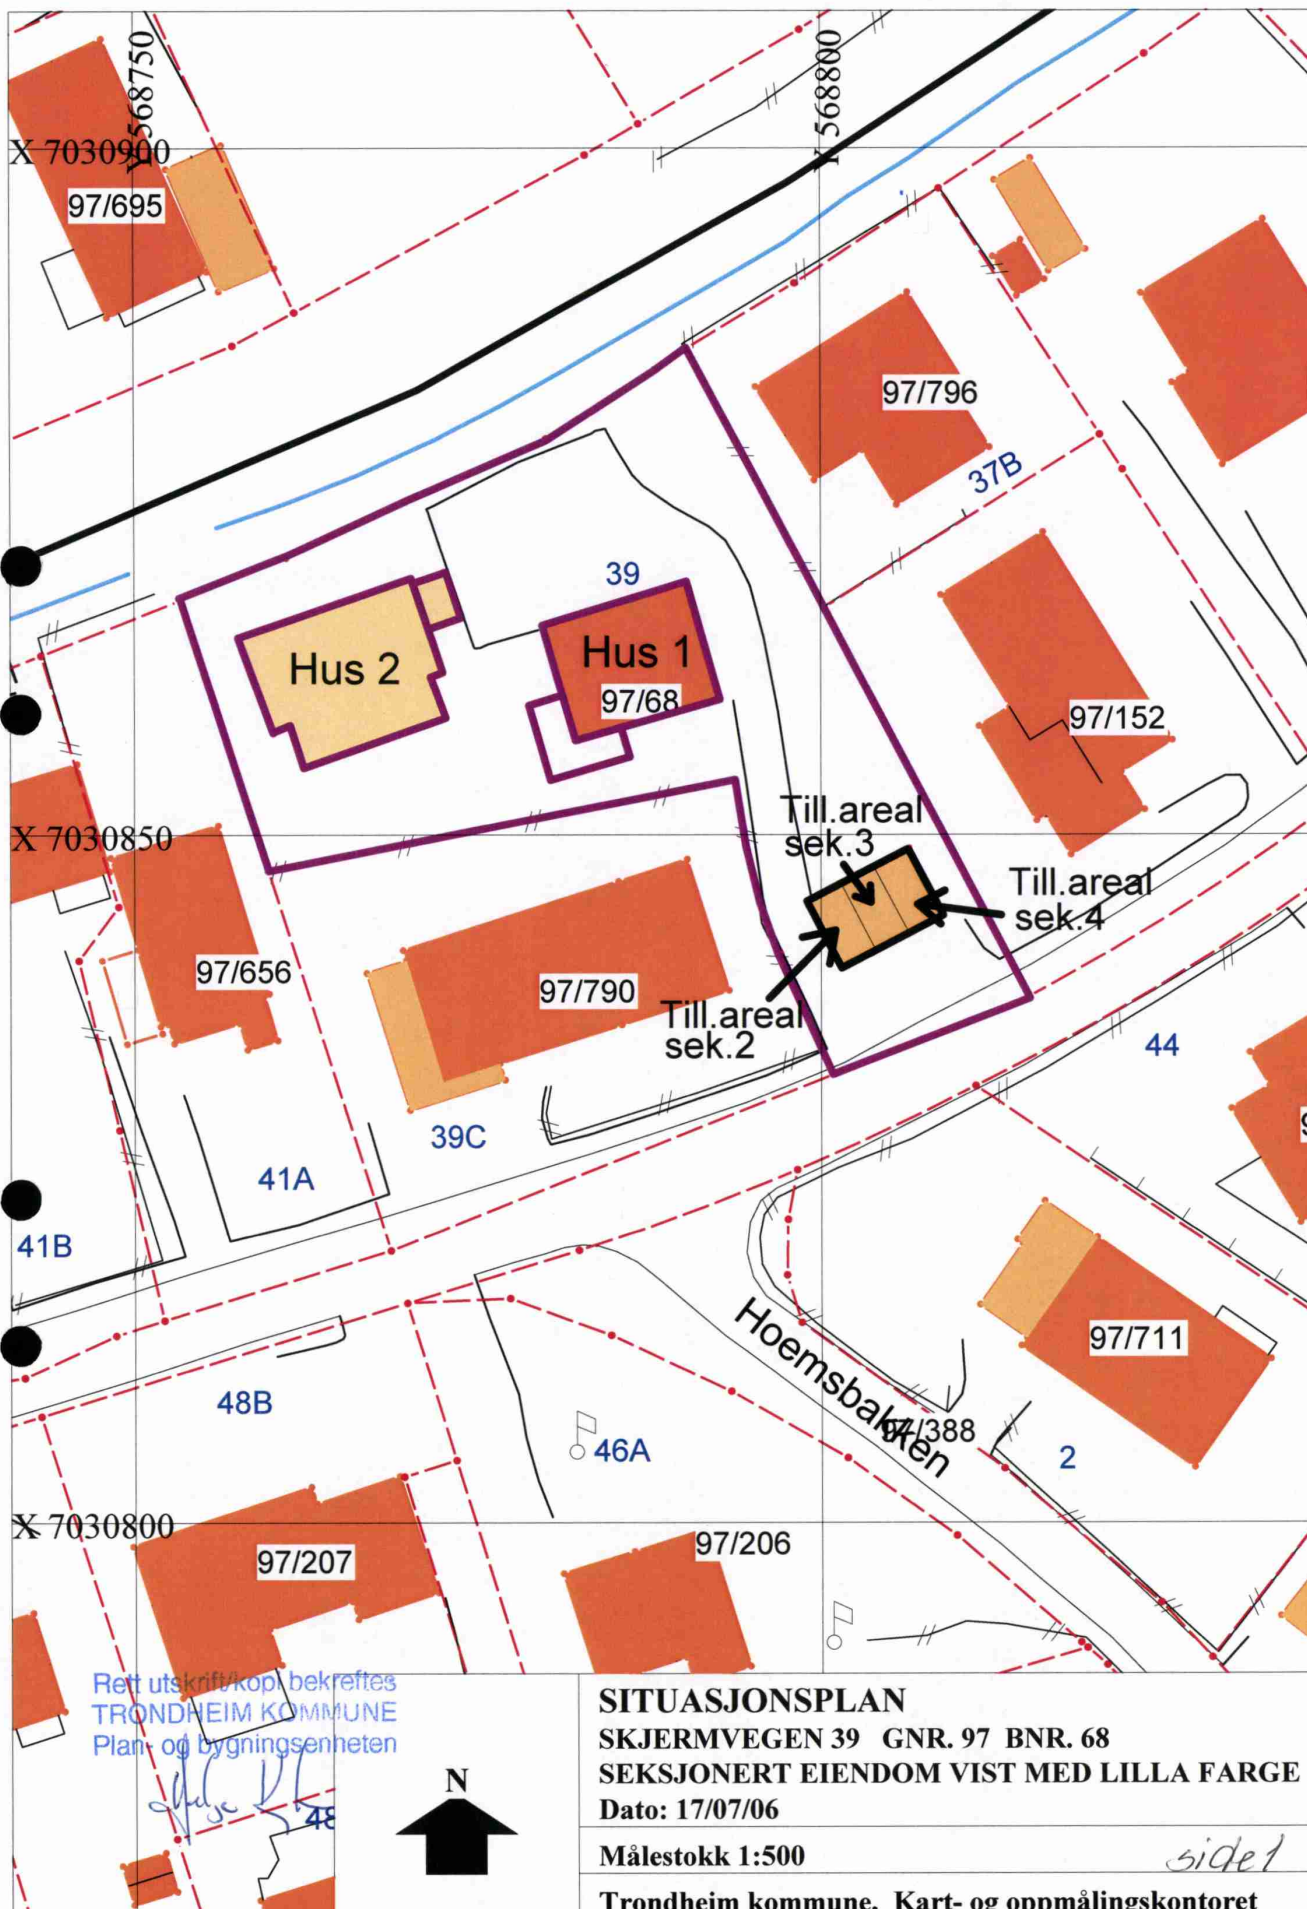 Y 568750
Y 568800
X 7030900
97/695
97/796
37B
39
Hus 1
97/68
Hus 2
97/152
X 7030850
Till.areal
sek.3
Till.areal
sek.4
97/656
97/790
Till.areal
sek.2
44
39C
41A
41B
Hoemsbakken
97/711
97/388
48B
46A
2
X 7030800
97/207
97/206
Rett utskrift/kopi bekreftes
TRONDHEIM KOMMUNE
Plan- og bygningsenheten
48
N
SITUASJONSPLAN
SKJERMVEGEN 39 GNR. 97 BNR. 68
SEKSJONERT EIENDOM VIST MED LILLA FARGE
Dato: 17/07/06
Målestokk 1:500
side 1
Trondheim kommune, Kart- og oppmålingskontoret